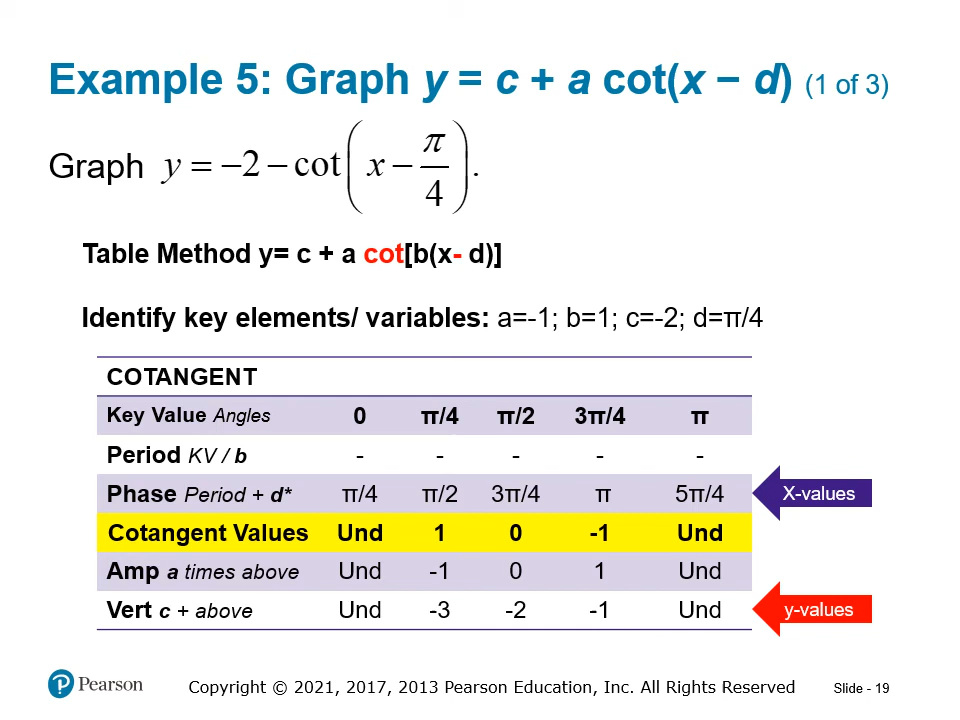 Example 5: Graph y = c + a cot(x − d) (1 of 3)
Graph y = −2 − cot(x − π/4).
Table Method y= c + a cot[b(x- d)]
Identify key elements/ variables: a=-1; b=1; c=-2; d=π/4
COTANGENT
Key Value Angles 0 π/4 π/2 3π/4 π
Period KV / b - - - - -
Phase Period + d* π/4 π/2 3π/4 π 5π/4 X-values
Cotangent Values Und 1 0 -1 Und
Amp a times above Und -1 0 1 Und
Vert c + above Und -3 -2 -1 Und y-values
Pearson Copyright © 2021, 2017, 2013 Pearson Education, Inc. All Rights Reserved Slide - 19